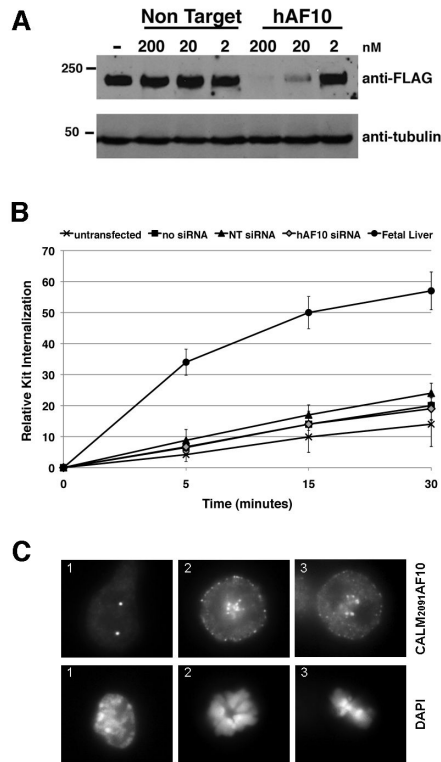 A
Non Target hAF10
– 200 20 2 200 20 2 nM
250
anti-FLAG
50
anti-tubulin
B
untransfected no siRNA NT siRNA hAF10 siRNA Fetal Liver
70
60
50
40
30
20
10
0
Relative Kit Internalization
0 5 15 30
Time (minutes)
C
1 2 3
CALM2091AF10
1 2 3
DAPI